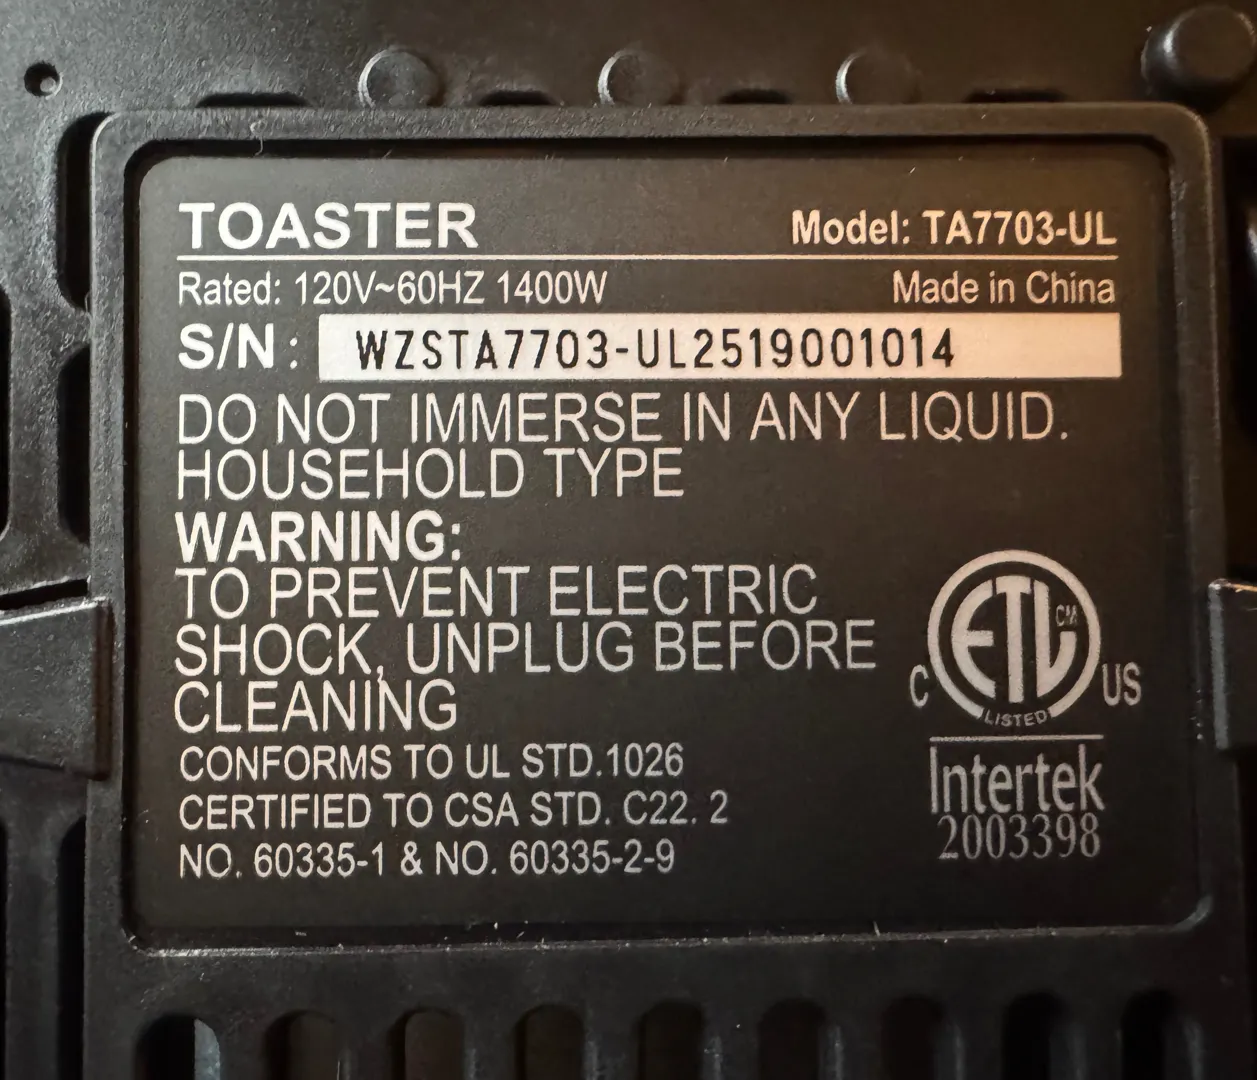 TOASTER
Model: TA7703-UL
Rated: 120V~60HZ 1400W
Made in China
S/N: WZSTA7703-UL2519001014
DO NOT IMMERSE IN ANY LIQUID.
HOUSEHOLD TYPE
WARNING:
TO PREVENT ELECTRIC
SHOCK, UNPLUG BEFORE
CLEANING
CONFORMS TO UL STD.1026
CERTIFIED TO CSA STD. C22. 2
NO. 60335-1 & NO. 60335-2-9
ETL CM
C US
LISTED
Intertek
2003398